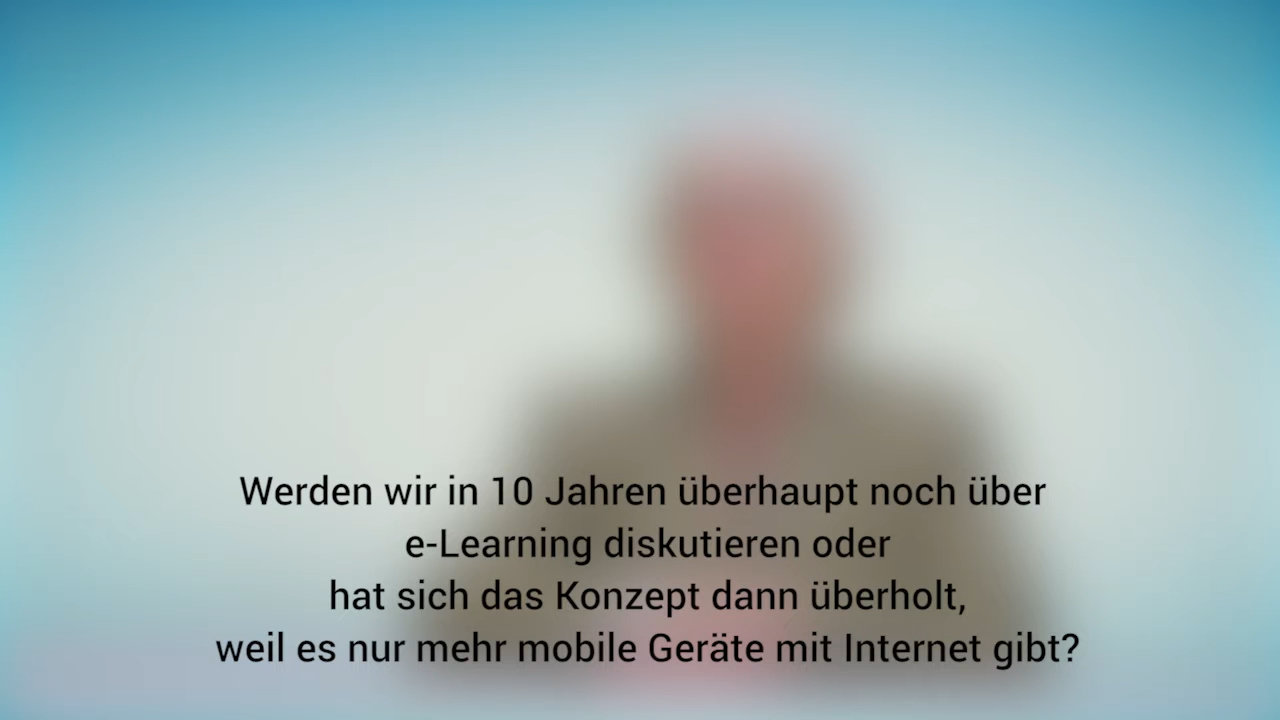 Werden wir in 10 Jahren überhaupt noch über
e-Learning diskutieren oder
hat sich das Konzept dann überholt,
weil es nur mehr mobile Geräte mit Internet gibt?